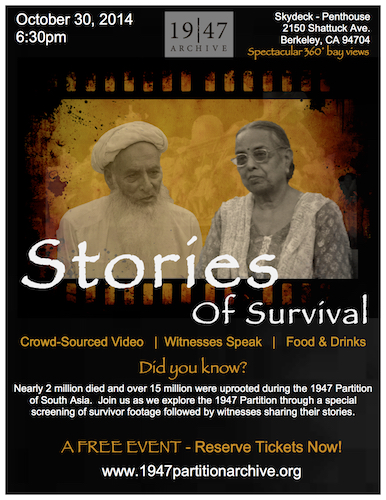 October 30, 2014
6:30pm
19|47
ARCHIVE
Skydeck - Penthouse
2150 Shattuck Ave.
Berkeley, CA 94704
Spectacular 360° bay views
Stories
Of Survival
Crowd-Sourced Video | Witnesses Speak | Food & Drinks
Did you know?
Nearly 2 million died and over 15 million were uprooted during the 1947 Partition
of South Asia. Join us as we explore the 1947 Partition through a special
screening of survivor footage followed by witnesses sharing their stories.
A FREE EVENT - Reserve Tickets Now!
www.1947partitionarchive.org